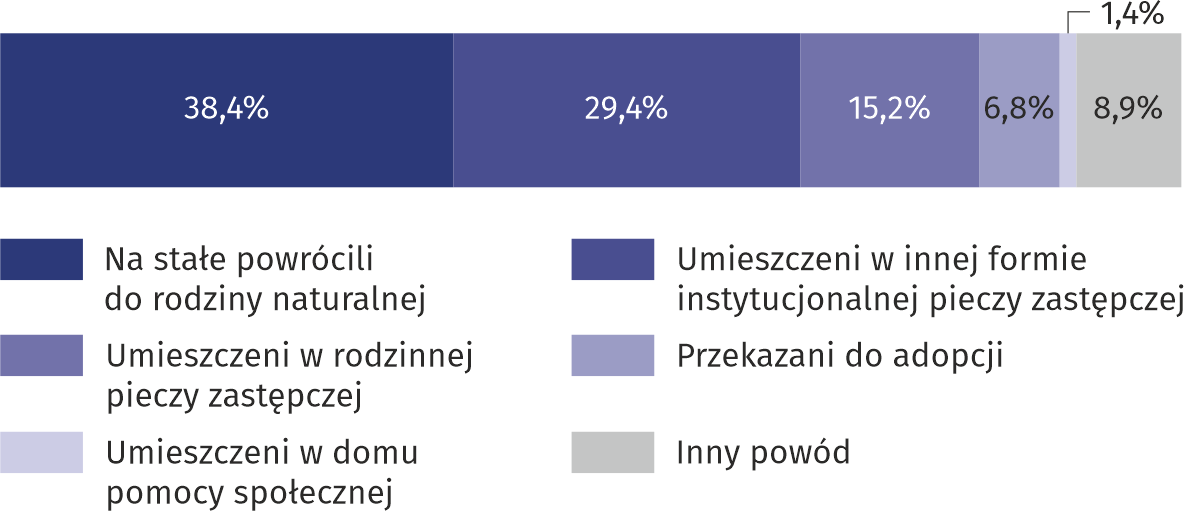 1,4%
38,4%
29,4%
15,2%
6,8%
8,9%
Na stałe powrócili
do rodziny naturalnej
Umieszczeni w innej formie
instytucjonalnej pieczy zastępczej
Umieszczeni w rodzinnej
pieczy zastępczej
Przekazani do adopcji
Umieszczeni w domu
pomocy społecznej
Inny powód